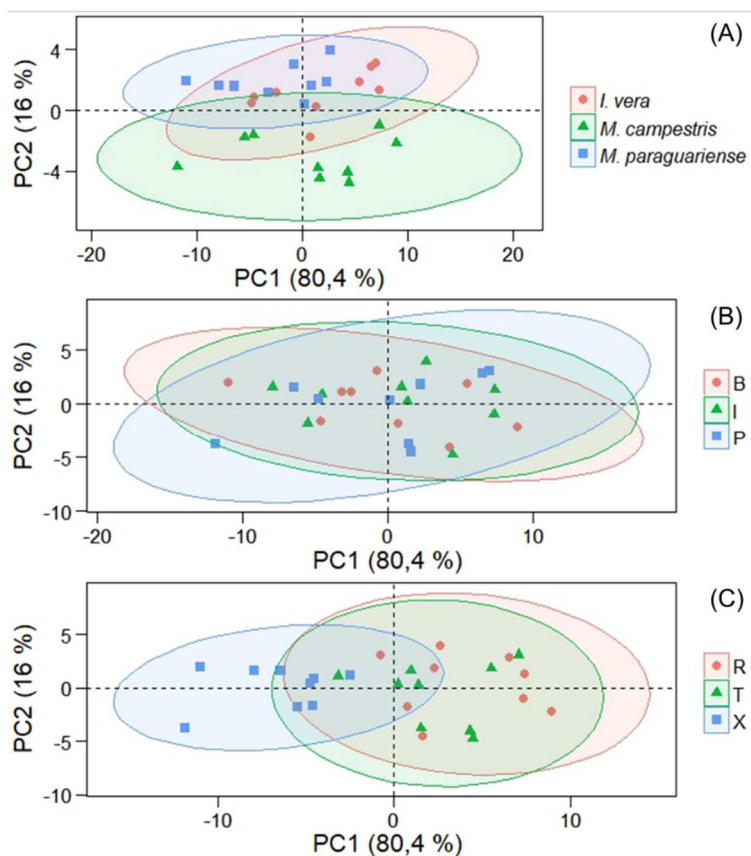 (A)
4
0
-4
PC2 (16 %)
-20
-10
0
10
20
PC1 (80,4 %)
I. vera
M. campestris
M. paraguariense
(B)
5
0
-5
-10
PC2 (16 %)
-20
-10
0
10
PC1 (80,4 %)
B
I
P
(C)
5
0
-5
-10
PC2 (16 %)
-10
0
10
PC1 (80,4 %)
R
T
X